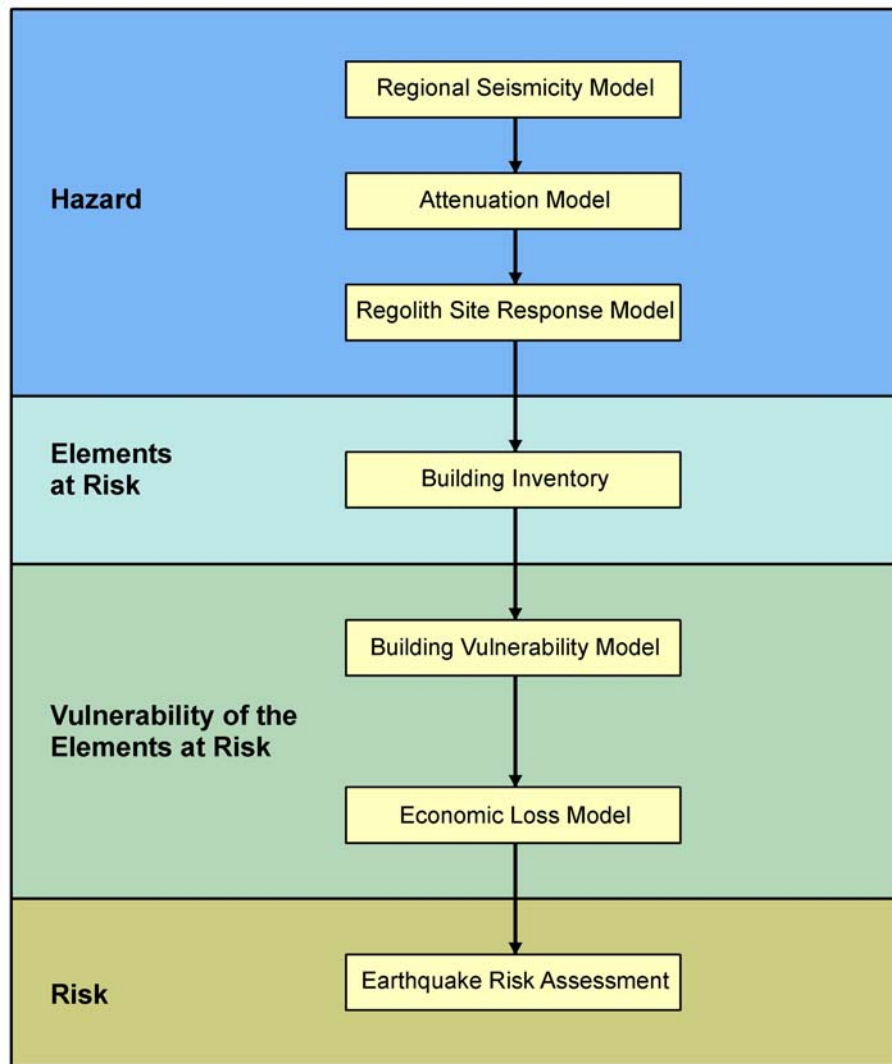 Regional Seismicity Model
Hazard
Attenuation Model
Regolith Site Response Model
Elements
at Risk
Building Inventory
Building Vulnerability Model
Vulnerability of the
Elements at Risk
Economic Loss Model
Earthquake Risk Assessment
Risk